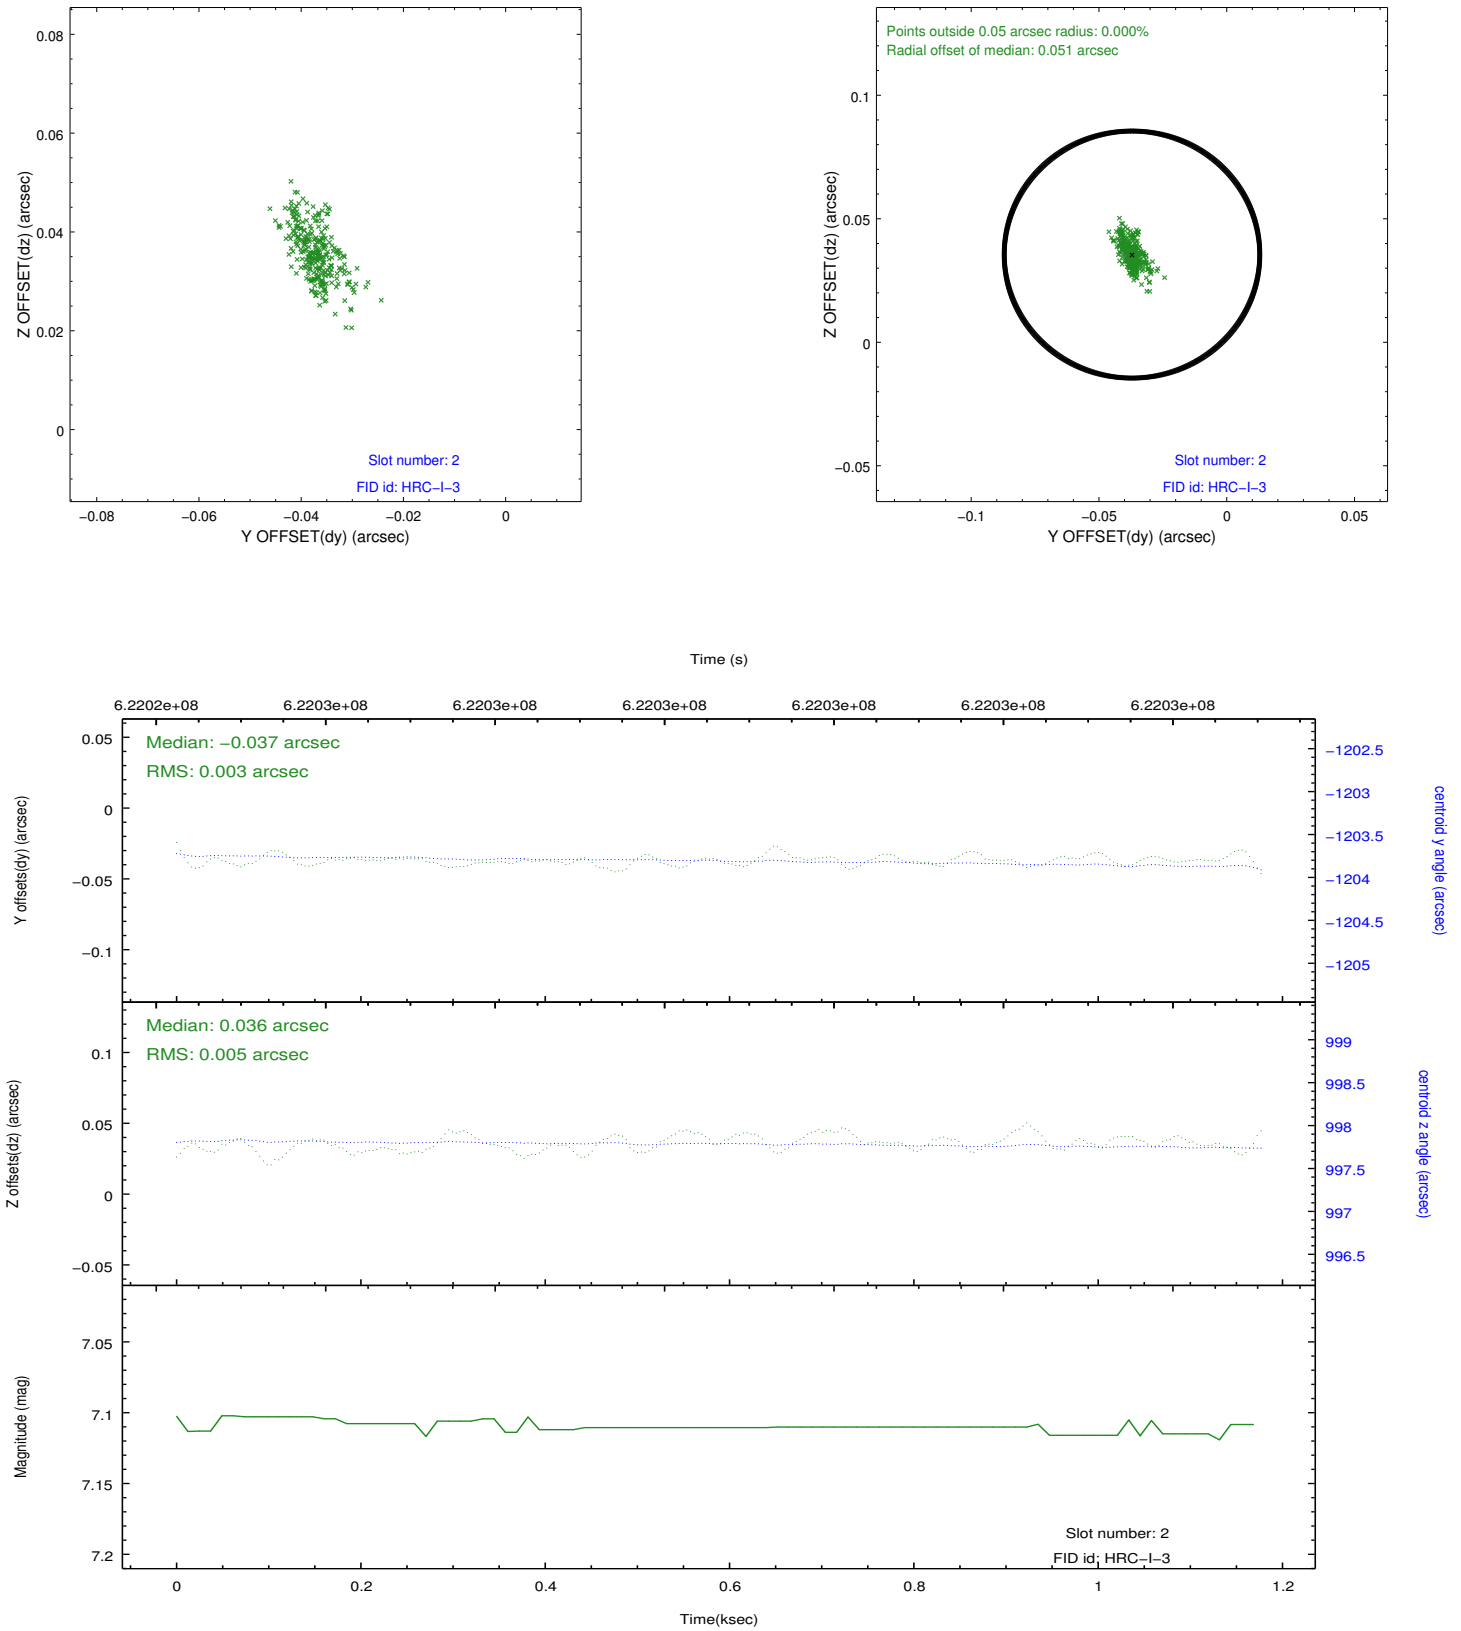 0.08
0.06
0.04
0.02
0
Z OFFSET(dz) (arcsec)
Slot number: 2
FID id: HRC−I−3
−0.08
−0.06
−0.04
−0.02
0
Y OFFSET(dy) (arcsec)
Points outside 0.05 arcsec radius: 0.000%
Radial offset of median: 0.051 arcsec
0.1
0.05
0
−0.05
Z OFFSET(dz) (arcsec)
Slot number: 2
FID id: HRC−I−3
−0.1
−0.05
0
0.05
Y OFFSET(dy) (arcsec)
Time (s)
6.2202e+08
6.2203e+08
6.2203e+08
6.2203e+08
6.2203e+08
6.2203e+08
6.2203e+08
Median: −0.037 arcsec
RMS: 0.003 arcsec
0.05
0
−0.05
−0.1
Y offsets(dy) (arcsec)
−1202.5
−1203
−1203.5
−1204
−1204.5
−1205
centroid y angle (arcsec)
Median: 0.036 arcsec
RMS: 0.005 arcsec
0.1
0.05
0
−0.05
Z offsets(dz) (arcsec)
999
998.5
998
997.5
997
996.5
centroid z angle (arcsec)
7.05
7.1
7.15
7.2
Magnitude (mag)
Slot number: 2
FID id: HRC−I−3
0
0.2
0.4
0.6
0.8
1
1.2
Time(ksec)